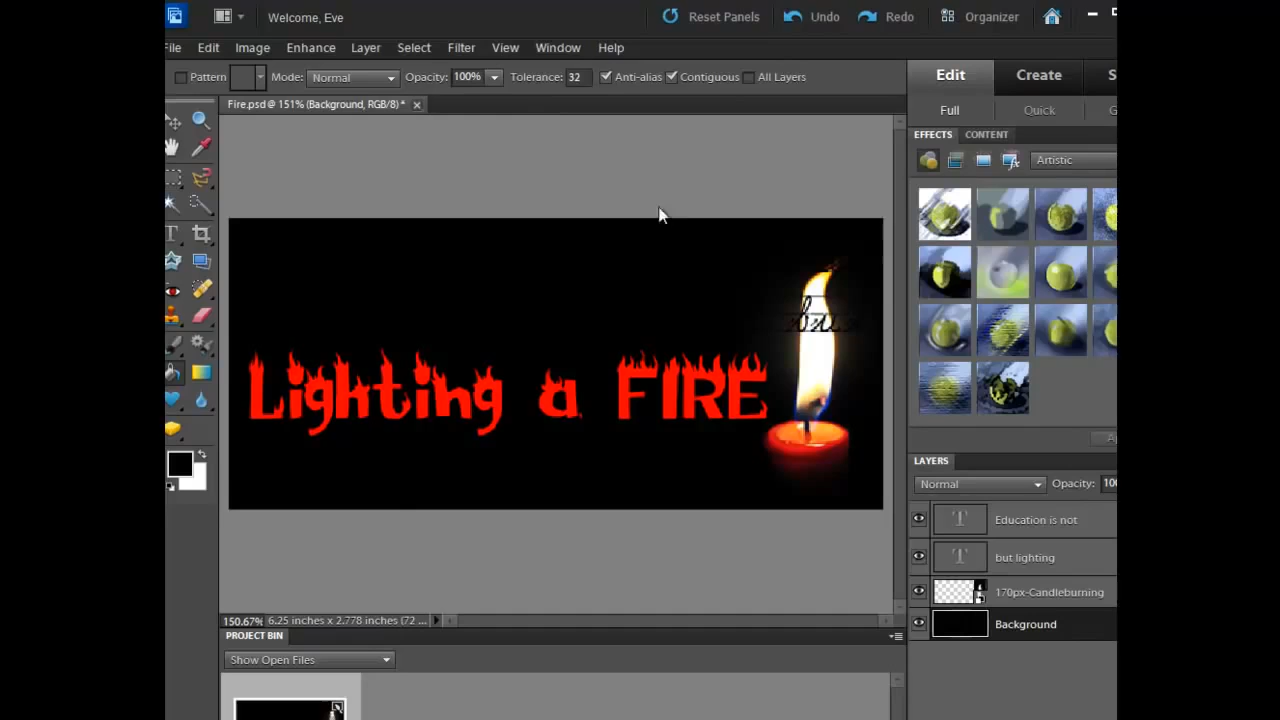 Welcome, Eve
Reset Panels Undo Redo Organizer
File Edit Image Enhance Layer Select Filter View Window Help
Pattern Mode: Normal Opacity: 100% Tolerance: 32 Anti-alias Contiguous All Layers
Edit Create
Fire.psd @ 151% (Background, RGB/8) *
Full Quick
EFFECTS CONTENT
Artistic
Lighting a FIRE
LAYERS
Normal Opacity: 100
Education is not
but lighting
170px-Candleburning
Background
150.67% 6.25 inches x 2.778 inches (72 ...
PROJECT BIN
Show Open Files